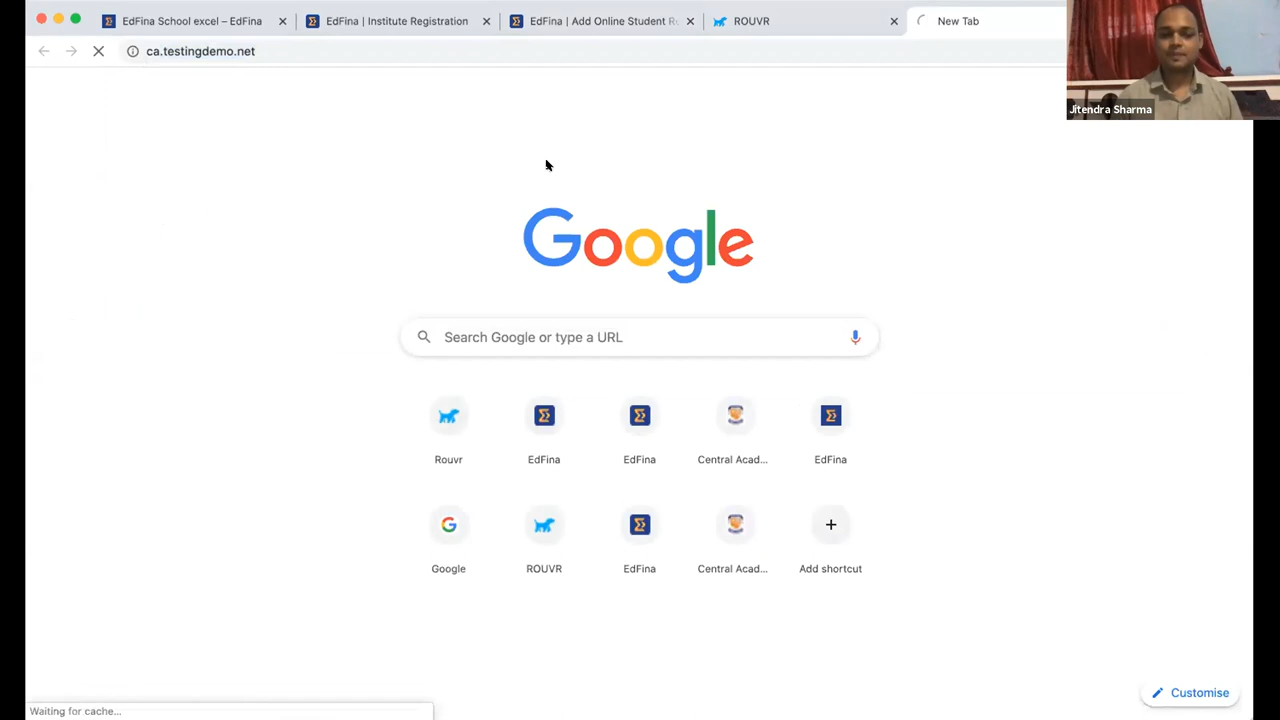 EdFina School excel – EdFina
EdFina | Institute Registration
EdFina | Add Online Student R
ROUVR
New Tab
ca.testingdemo.net
Jitendra Sharma
Google
Search Google or type a URL
Rouvr
EdFina
EdFina
Central Acad...
EdFina
Google
ROUVR
EdFina
Central Acad...
Add shortcut
Customise
Waiting for cache...